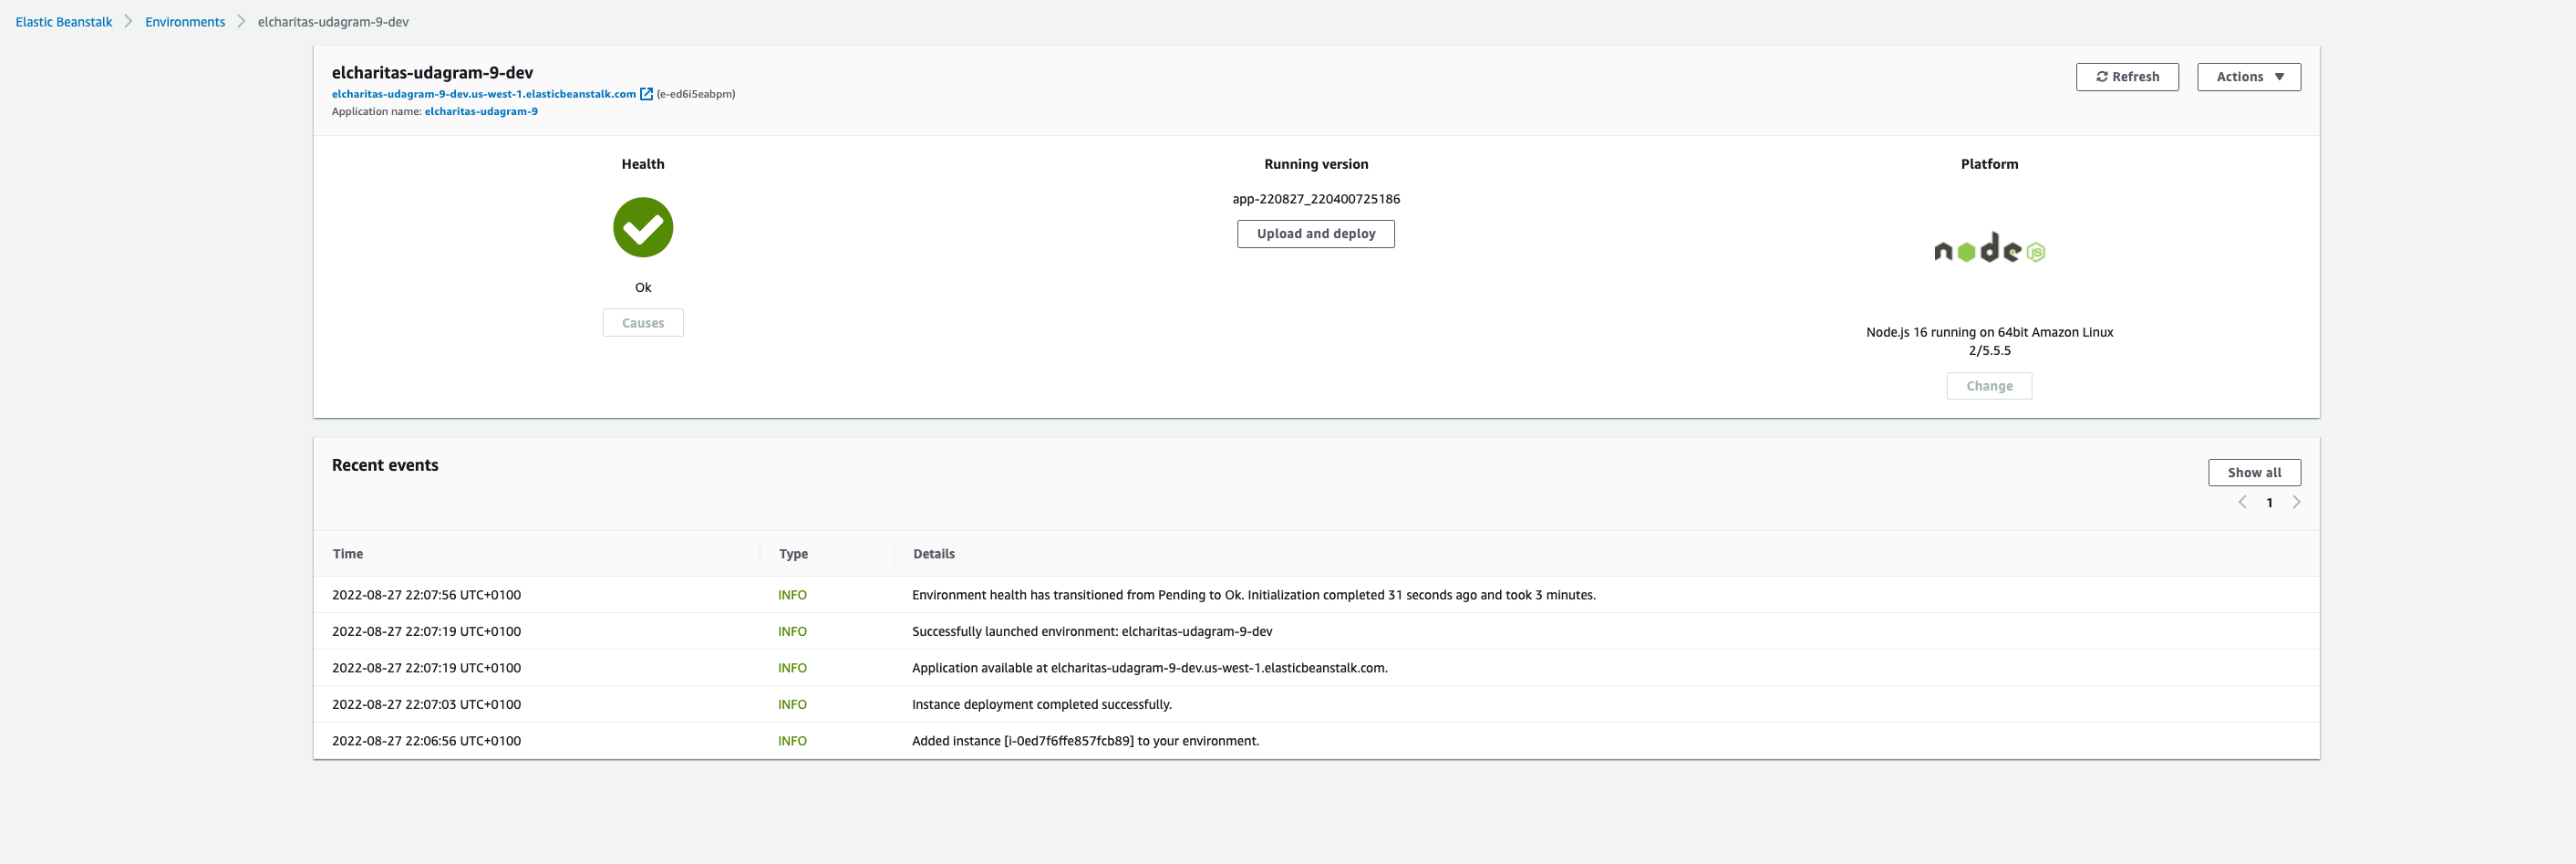 Elastic Beanstalk > Environments > elcharitas-udagram-9-dev
elcharitas-udagram-9-dev
elcharitas-udagram-9-dev.us-west-1.elasticbeanstalk.com (e-ed6i5eabpm)
Application name: elcharitas-udagram-9
Refresh
Actions
Health
Ok
Causes
Running version
app-220827_220400725186
Upload and deploy
Platform
node JS
Node.js 16 running on 64bit Amazon Linux
2/5.5.5
Change
Recent events
Show all
1
Time Type Details
2022-08-27 22:07:56 UTC+0100 INFO Environment health has transitioned from Pending to Ok. Initialization completed 31 seconds ago and took 3 minutes.
2022-08-27 22:07:19 UTC+0100 INFO Successfully launched environment: elcharitas-udagram-9-dev
2022-08-27 22:07:19 UTC+0100 INFO Application available at elcharitas-udagram-9-dev.us-west-1.elasticbeanstalk.com.
2022-08-27 22:07:03 UTC+0100 INFO Instance deployment completed successfully.
2022-08-27 22:06:56 UTC+0100 INFO Added instance [i-0ed7f6ffe857fcb89] to your environment.